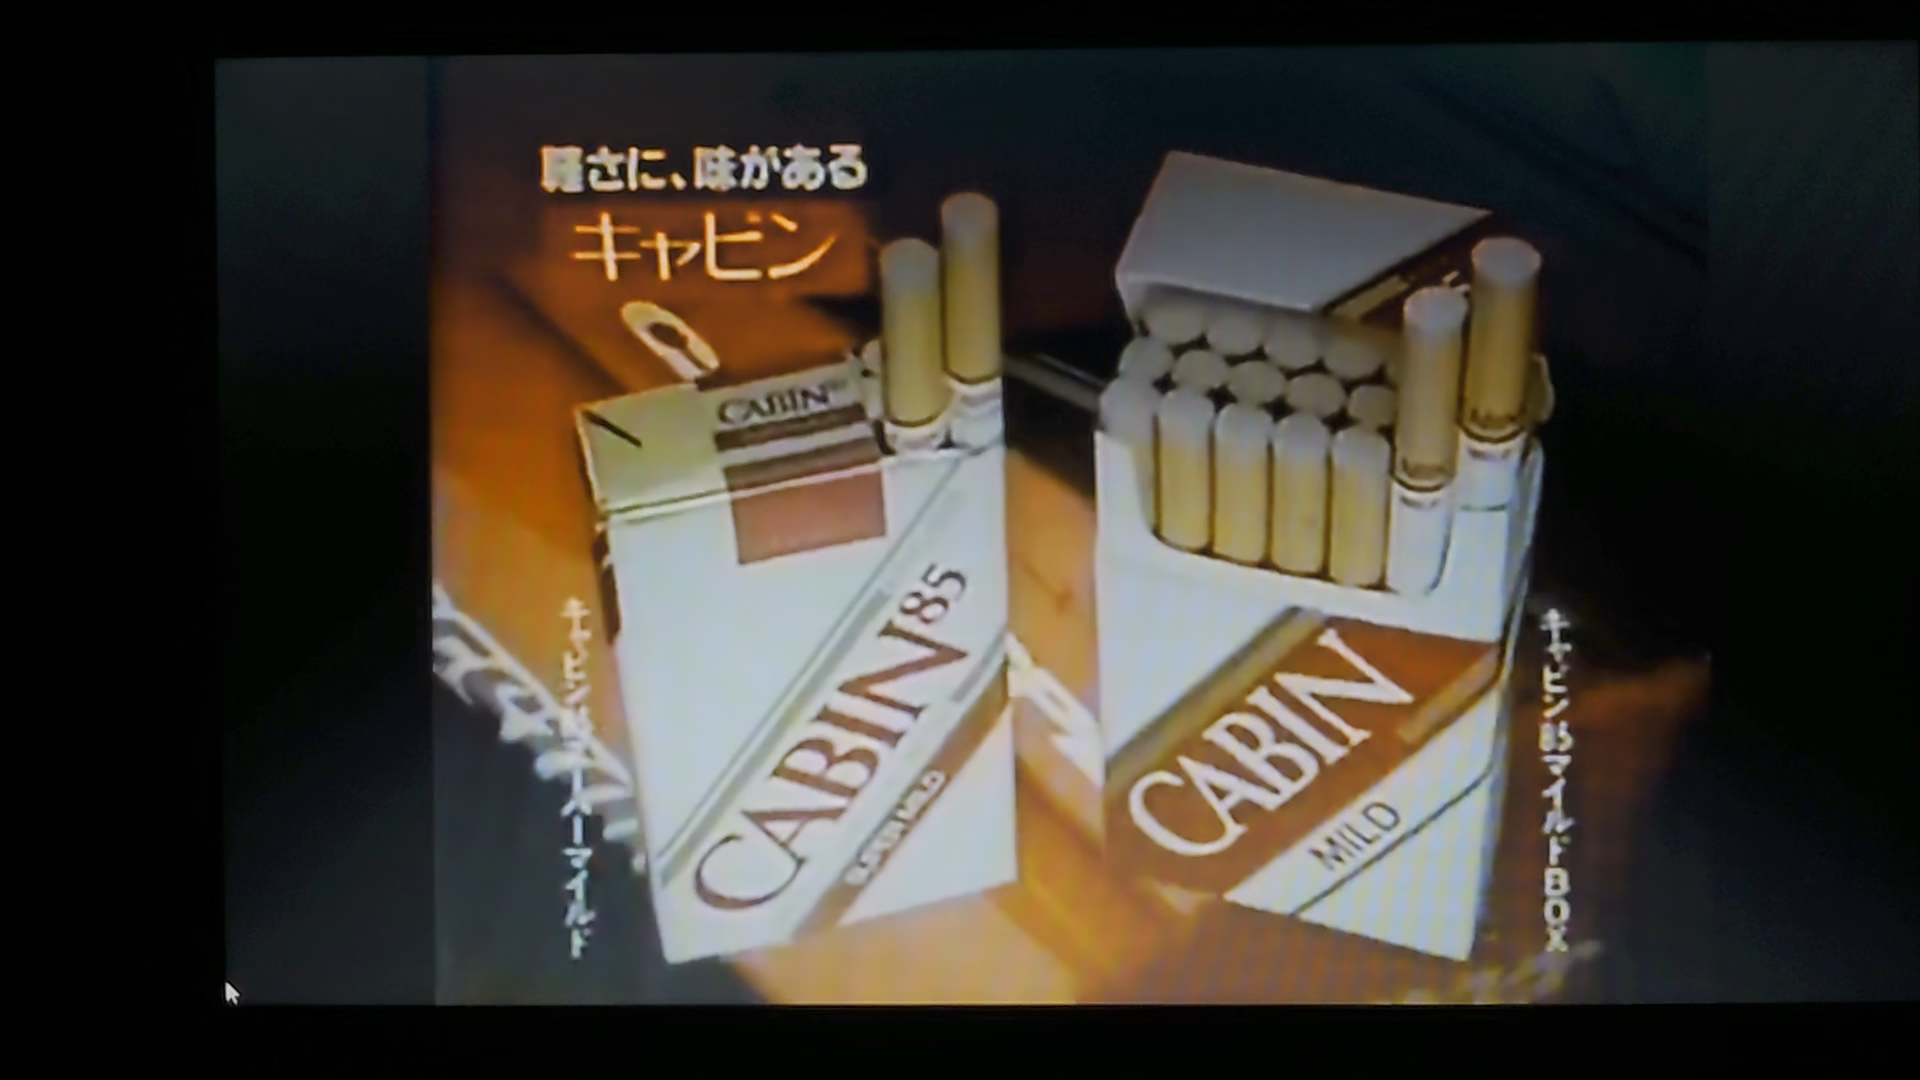 軽さに、味がある
キャビン
CABIN
CABIN 85
SUPER MILD
CABIN
MILD
キャビン85スーパーマイルド
キャビン85マイルドBOX